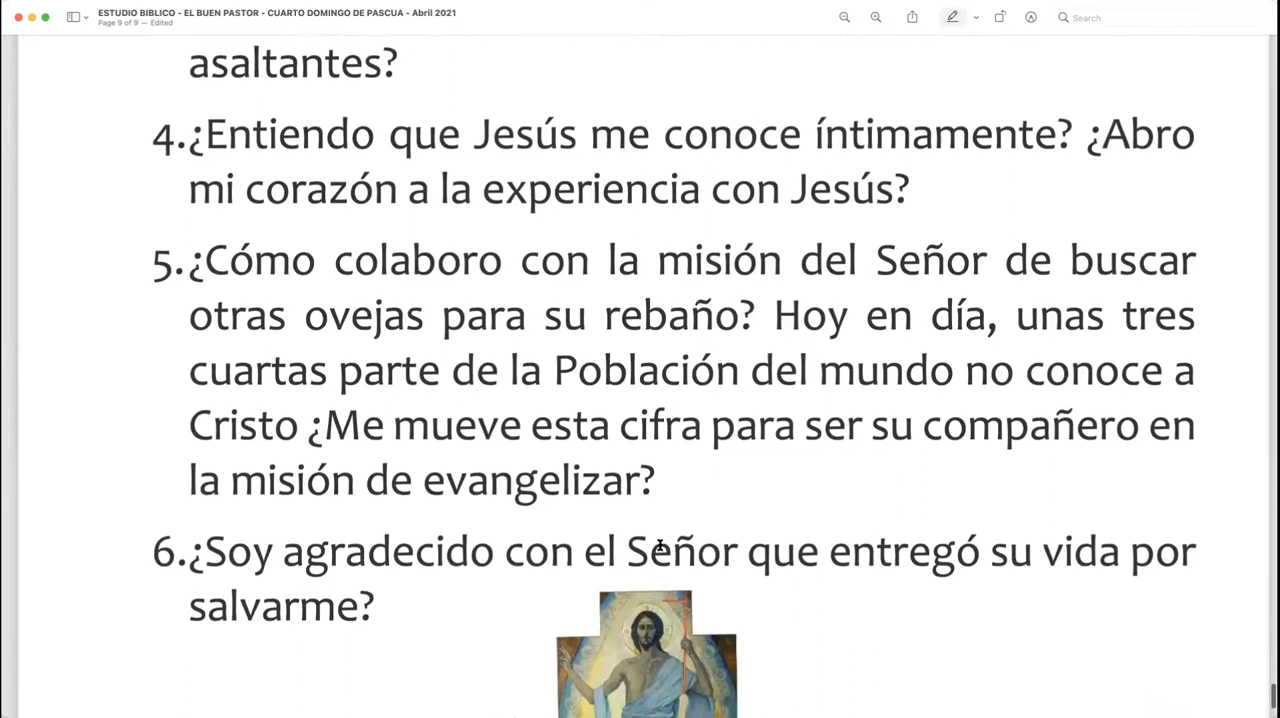 ESTUDIO BIBLICO - EL BUEN PASTOR - CUARTO DOMINGO DE PASCUA - Abril 2021
Page 9 of 9 — Edited
Search
asaltantes?
4.¿Entiendo que Jesús me conoce íntimamente? ¿Abro
mi corazón a la experiencia con Jesús?
5.¿Cómo colaboro con la misión del Señor de buscar
otras ovejas para su rebaño? Hoy en día, unas tres
cuartas parte de la Población del mundo no conoce a
Cristo ¿Me mueve esta cifra para ser su compañero en
la misión de evangelizar?
6.¿Soy agradecido con el Señor que entregó su vida por
salvarme?